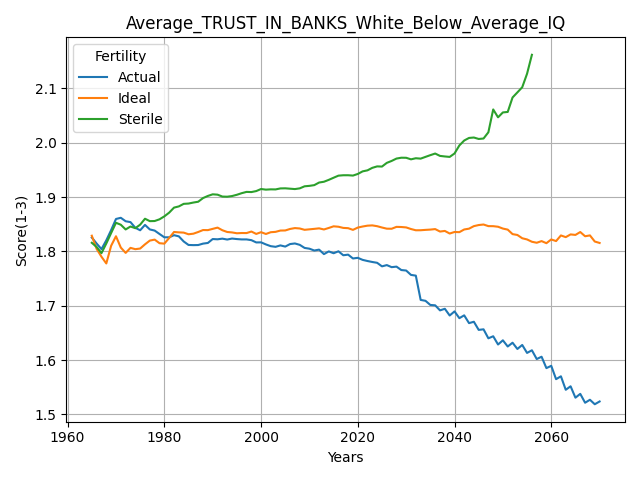 Average_TRUST_IN_BANKS_White_Below_Average_IQ
Fertility
Actual
Ideal
Sterile
Score(1-3)
2.1
2.0
1.9
1.8
1.7
1.6
1.5
1960
1980
2000
2020
2040
2060
Years